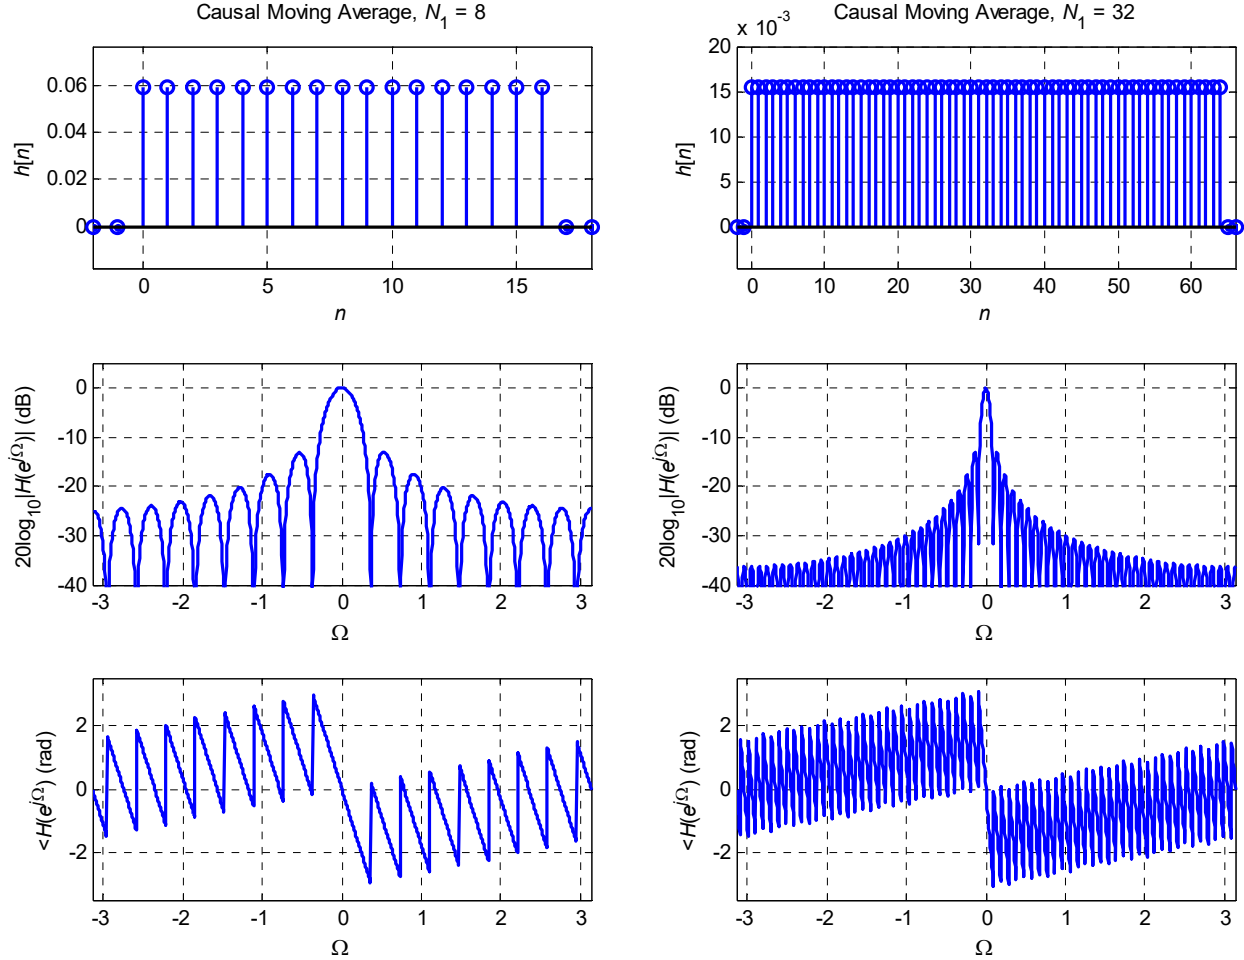 Causal Moving Average, N₁ = 8
0.06
0.04
0.02
0
h[n]
0 5 10 15
n
Causal Moving Average, N₁ = 32
x 10⁻³
20
15
10
5
0
h[n]
0 10 20 30 40 50 60
n
0
-10
-20
-30
-40
20log₁₀|H(e^{jΩ})| (dB)
-3 -2 -1 0 1 2 3
Ω
0
-10
-20
-30
-40
20log₁₀|H(e^{jΩ})| (dB)
-3 -2 -1 0 1 2 3
Ω
2
0
-2
<H(e^{jΩ}) (rad)
-3 -2 -1 0 1 2 3
Ω
2
0
-2
<H(e^{jΩ}) (rad)
-3 -2 -1 0 1 2 3
Ω